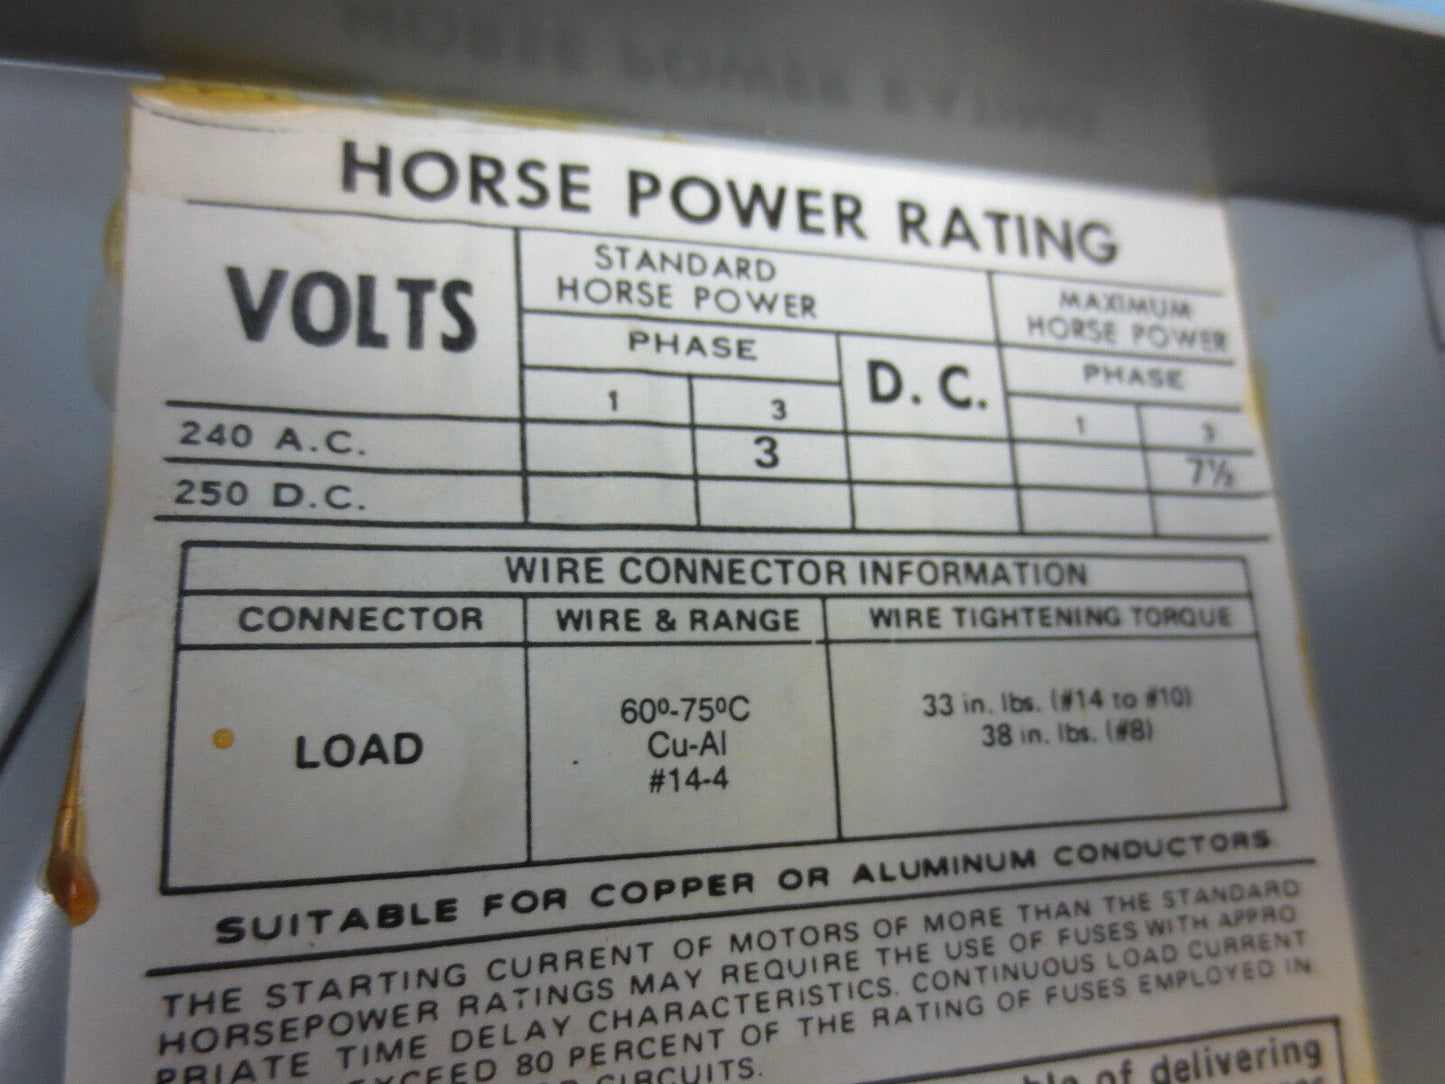 HORSE POWER RATING
VOLTS
STANDARD
HORSE POWER
MAXIMUM
HORSE POWER
PHASE
D. C.
PHASE
1 3
1 3
240 A.C. 3 7½
250 D.C.
WIRE CONNECTOR INFORMATION
CONNECTOR WIRE & RANGE WIRE TIGHTENING TORQUE
LOAD
60º-75ºC
Cu-Al
#14-4
33 in. lbs. (#14 to #10)
38 in. lbs. (#8)
SUITABLE FOR COPPER OR ALUMINUM CONDUCTORS
THE STARTING CURRENT OF MOTORS OF MORE THAN THE STANDARD
HORSEPOWER RATINGS MAY REQUIRE THE USE OF FUSES WITH APPRO
PRIATE TIME DELAY CHARACTERISTICS. CONTINUOUS LOAD CURRENT
EXCEED 80 PERCENT OF THE RATING OF FUSES EMPLOYED IN
CIRCUITS.
of delivering